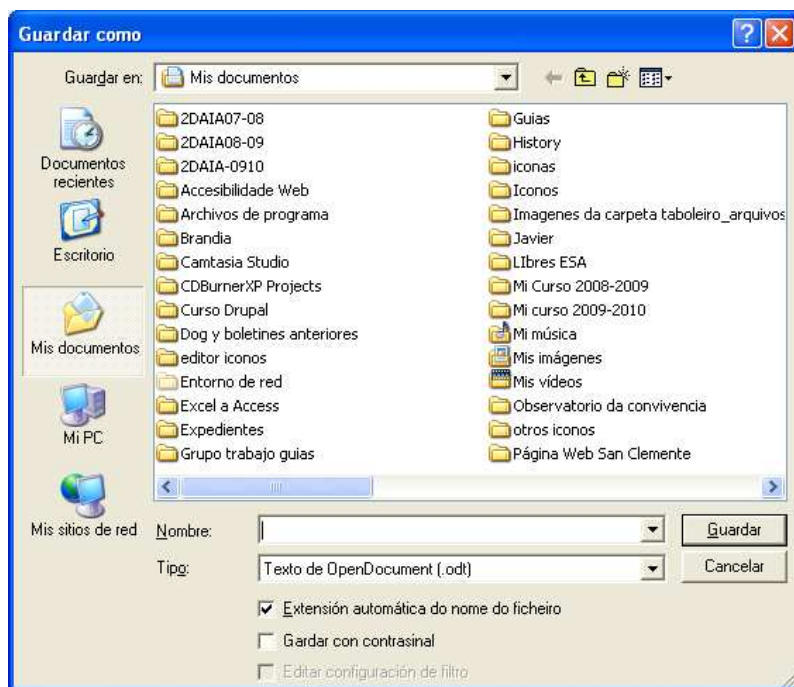 Guardar como
Guardar en:
Mis documentos
Documentos
recientes
Escritorio
Mis documentos
Mi PC
Mis sitios de red
2DAIA07-08
2DAIA08-09
2DAIA-0910
Accesibilidade Web
Archivos de programa
Brandia
Camtasia Studio
CDBurnerXP Projects
Curso Drupal
Dog y boletines anteriores
editor iconos
Entorno de red
Excel a Access
Expedientes
Grupo trabajo guias
Guias
History
iconas
Iconos
Imagenes da carpeta taboleiro_arquivos
Javier
LIbres ESA
Mi Curso 2008-2009
Mi curso 2009-2010
Mi música
Mis imágenes
Mis vídeos
Observatorio da convivencia
otros iconos
Página Web San Clemente
Nombre:
Guardar
Tipo:
Texto de OpenDocument (.odt)
Cancelar
Extensión automática do nome do ficheiro
Gardar con contrasinal
Editar configuración de filtro